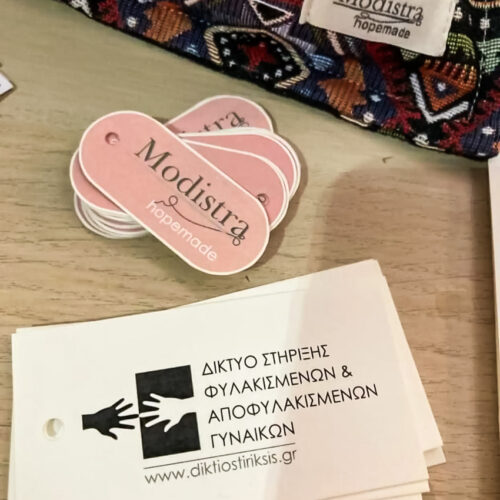 Modistra
hopemade
Modistra
hopemade
ΔΙΚΤΥΟ ΣΤΗΡΙΞΗΣ
ΦΥΛΑΚΙΣΜΕΝΩΝ &
ΑΠΟΦΥΛΑΚΙΣΜΕΝΩΝ
ΓΥΝΑΙΚΩΝ
www.diktiostiriksis.gr